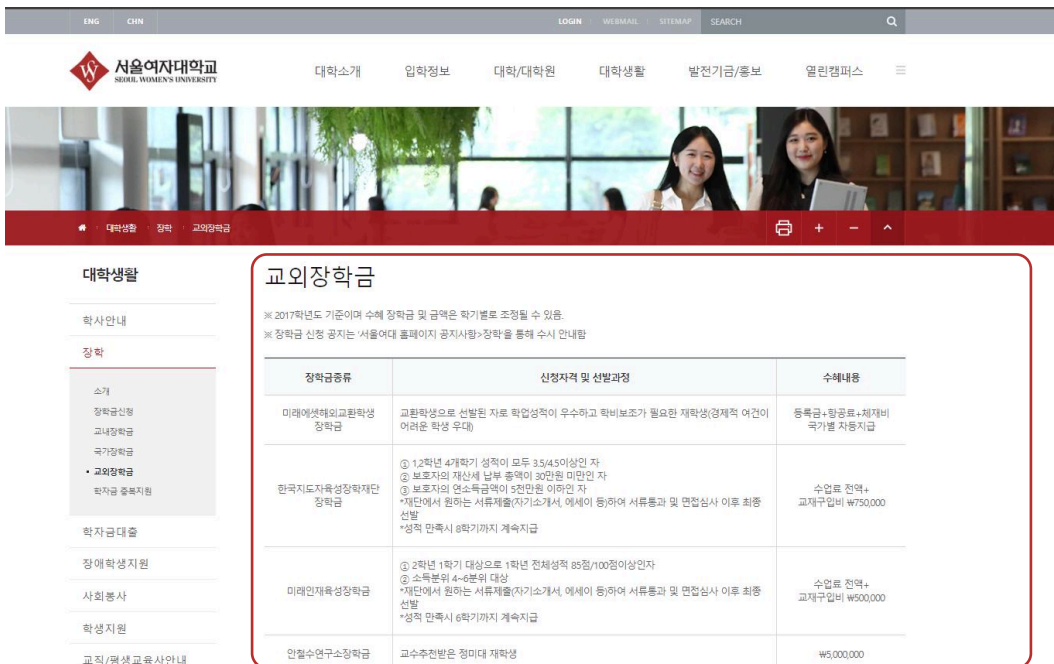 ENG CHN LOGIN WEBMAIL SITEMAP SEARCH
서울여자대학교
SEOUL WOMEN'S UNIVERSITY
대학소개 입학정보 대학/대학원 대학생활 발전기금/홍보 열린캠퍼스
대학생활 장학 교외장학금
대학생활
학사안내
장학
소개
장학금신청
교내장학금
국가장학금
교외장학금
학자금 중복지원
학자금대출
장애학생지원
사회봉사
학생지원
교직/평생교육사안내
교외장학금
※ 2017학년도 기준이며 수혜 장학금 및 금액은 학기별로 조정될 수 있음.
※ 장학금 신청 공지는 '서울여대 홈페이지 공지사항>장학'을 통해 수시 안내함
장학금종류 신청자격 및 선발과정 수혜내용
미래에셋해외교환학생
장학금
교환학생으로 선발된 자로 학업성적이 우수하고 학비보조가 필요한 재학생(경제적 여건이
어려운 학생 우대)
등록금+항공료+체재비
국가별 차등지급
한국지도자육성장학재단
장학금
① 1,2학년 4개학기 성적이 모두 3.5/4.5이상인 자
② 보호자의 재산세 납부 총액이 30만원 미만인 자
③ 보호자의 연소득금액이 5천만원 이하인 자
*재단에서 원하는 서류제출(자기소개서, 에세이 등)하여 서류통과 및 면접심사 이후 최종
선발
*성적 만족시 8학기까지 계속지급
수업료 전액+
교재구입비 ₩750,000
미래인재육성장학금
① 2학년 1학기 대상으로 1학년 전체성적 85점/100점이상인자
② 소득분위 4~6분위 대상
*재단에서 원하는 서류제출(자기소개서, 에세이 등)하여 서류통과 및 면접심사 이후 최종
선발
*성적 만족시 6학기까지 계속지급
수업료 전액+
교재구입비 ₩500,000
안철수연구소장학금 교수추천받은 정미대 재학생 ₩5,000,000